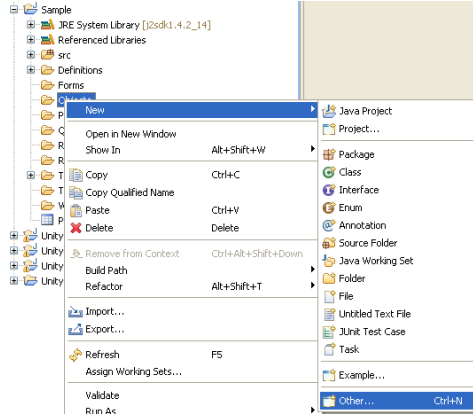 Sample
JRE System Library [j2sdk1.4.2_14]
Referenced Libraries
src
Definitions
Forms
New
Open in New Window
Show In Alt+Shift+W
Copy Ctrl+C
Copy Qualified Name
Paste Ctrl+V
Delete Delete
Remove from Context Ctrl+Alt+Shift+Down
Build Path
Refactor Alt+Shift+T
Import...
Export...
Refresh F5
Assign Working Sets...
Validate
Run As
P
Q
R
R
T
T
W
P
Unity
Unity
Unity
Unity
Java Project
Project...
Package
Class
Interface
Enum
Annotation
Source Folder
Java Working Set
Folder
File
Untitled Text File
JUnit Test Case
Task
Example...
Other... Ctrl+N